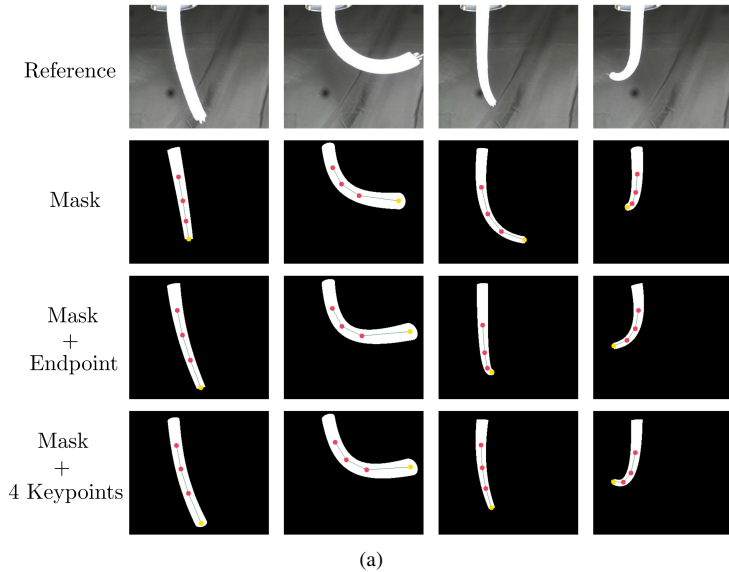 Reference
Mask
Mask
+
Endpoint
Mask
+
4 Keypoints
(a)